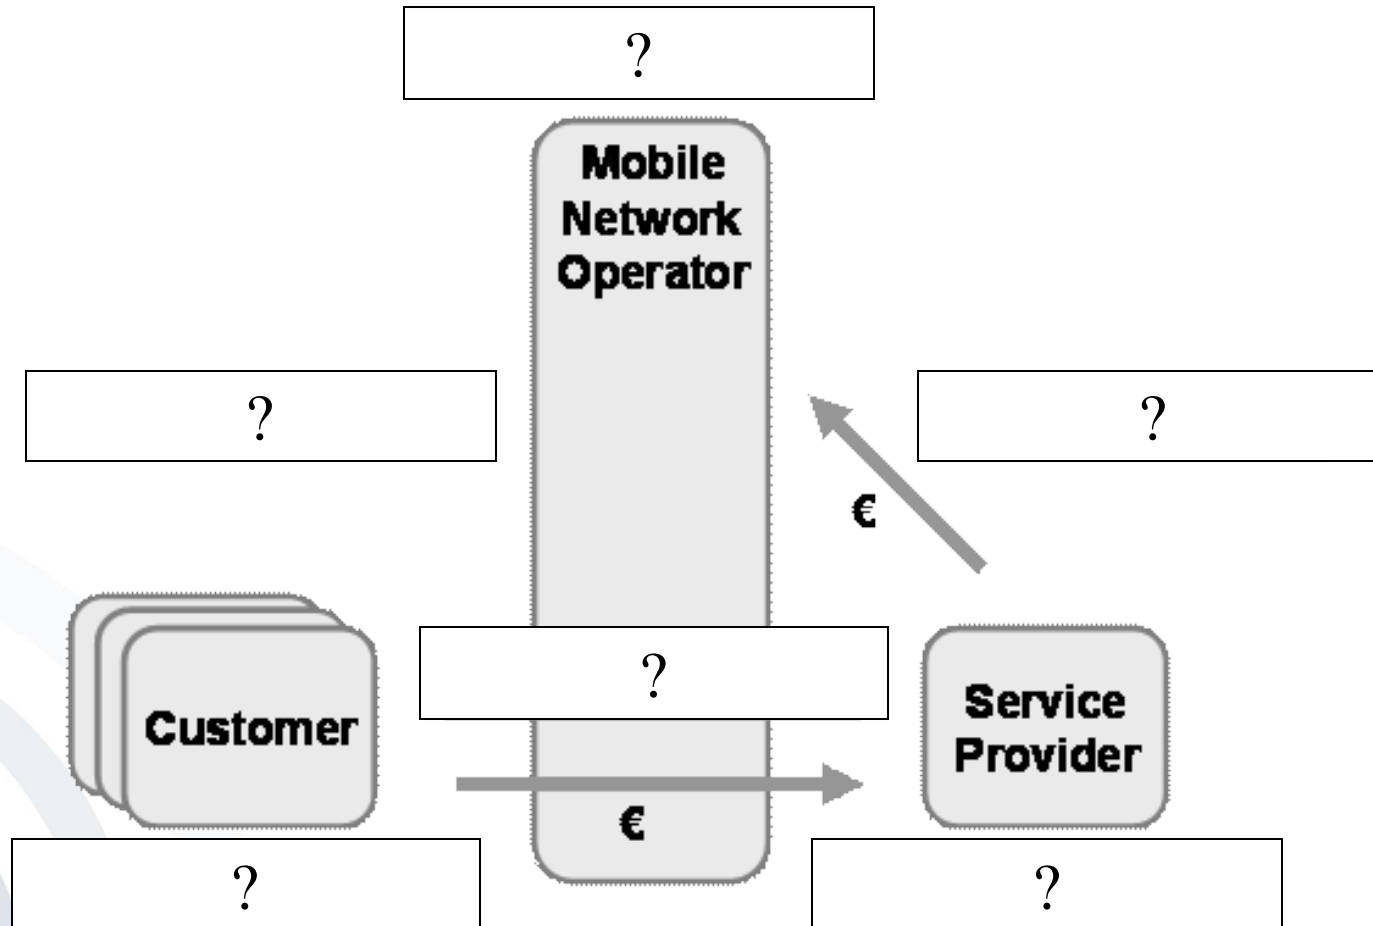 ?
Mobile
Network
Operator
?
?
€
?
Customer
Service
Provider
€
?
?